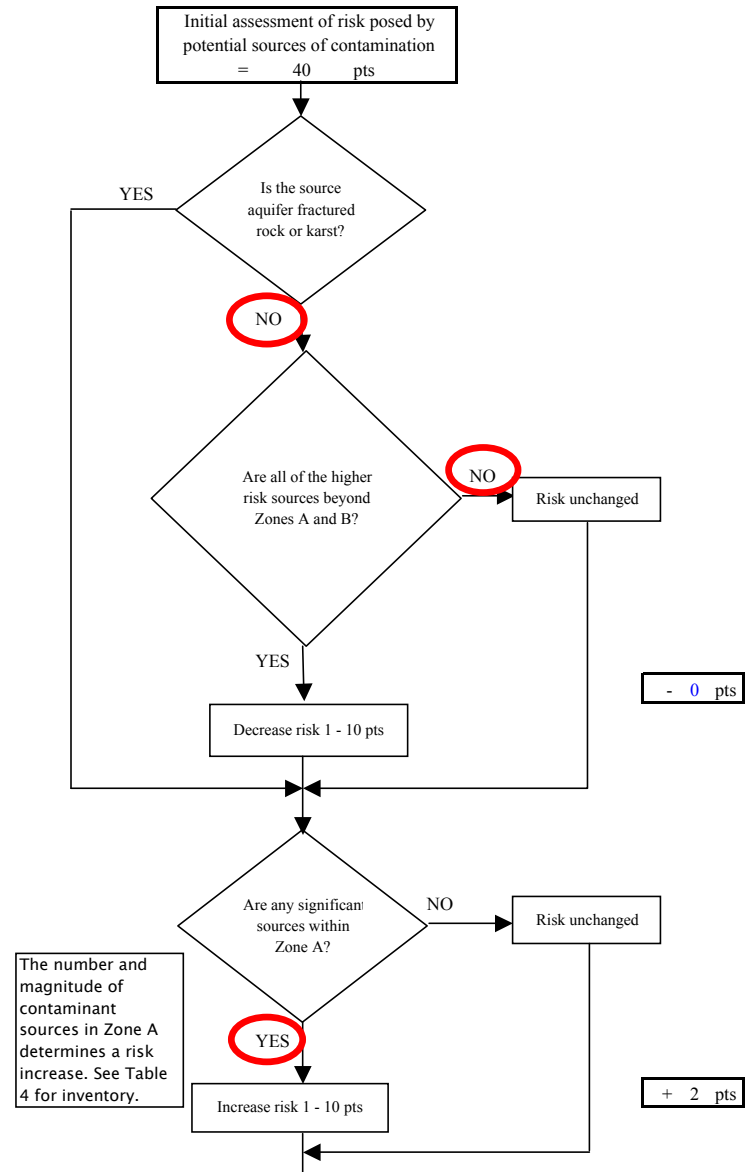 Initial assessment of risk posed by
potential sources of contamination
= 40 pts
YES
Is the source
aquifer fractured
rock or karst?
NO
Are all of the higher
risk sources beyond
Zones A and B?
NO
Risk unchanged
YES
- 0 pts
Decrease risk 1 - 10 pts
Are any significant
sources within
Zone A?
NO
Risk unchanged
The number and
magnitude of
contaminant
sources in Zone A
determines a risk
increase. See Table
4 for inventory.
YES
Increase risk 1 - 10 pts
+ 2 pts